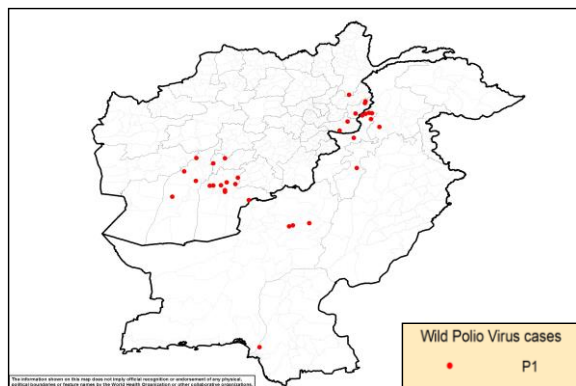 The information shown on this map does not imply official recognition or endorsement of any physical,
political boundaries or feature names by the World Health Organization or other collaborative organizations.
Wild Polio Virus cases
P1